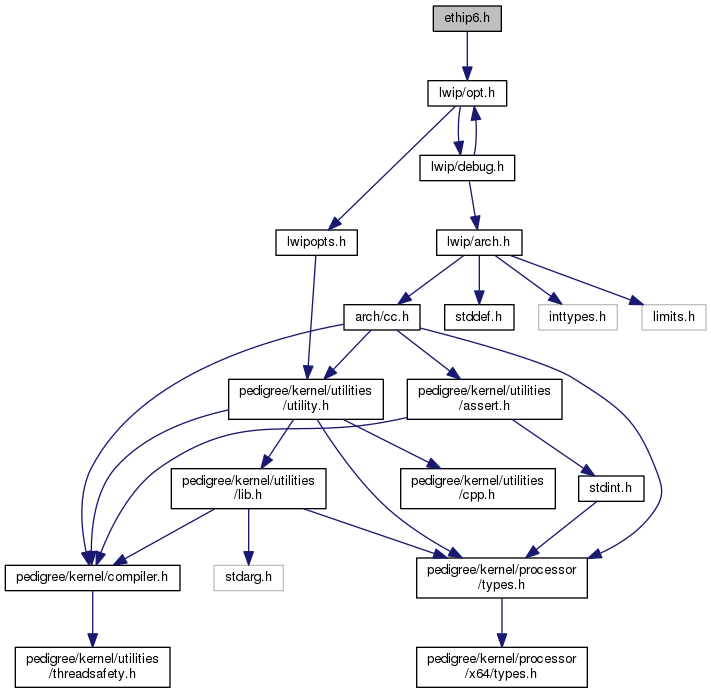 ethip6.h
lwip/opt.h
lwip/debug.h
lwipopts.h
lwip/arch.h
arch/cc.h
stddef.h
inttypes.h
limits.h
pedigree/kernel/utilities
/utility.h
pedigree/kernel/utilities
/assert.h
pedigree/kernel/utilities
/lib.h
pedigree/kernel/utilities
/cpp.h
stdint.h
pedigree/kernel/compiler.h
stdarg.h
pedigree/kernel/processor
/types.h
pedigree/kernel/utilities
/threadsafety.h
pedigree/kernel/processor
/x64/types.h